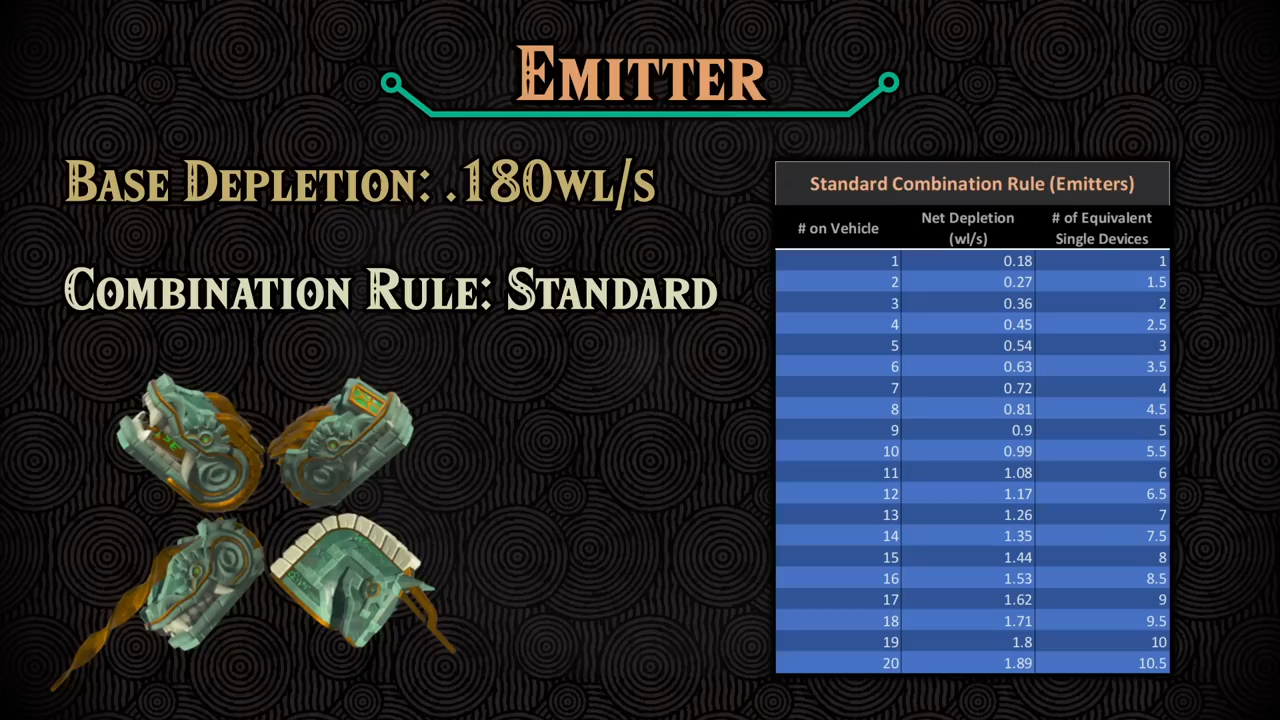 EMITTER
BASE DEPLETION: .180WL/S
COMBINATION RULE: STANDARD
Standard Combination Rule (Emitters)
# on Vehicle Net Depletion (wl/s) # of Equivalent Single Devices
1 0.18 1
2 0.27 1.5
3 0.36 2
4 0.45 2.5
5 0.54 3
6 0.63 3.5
7 0.72 4
8 0.81 4.5
9 0.9 5
10 0.99 5.5
11 1.08 6
12 1.17 6.5
13 1.26 7
14 1.35 7.5
15 1.44 8
16 1.53 8.5
17 1.62 9
18 1.71 9.5
19 1.8 10
20 1.89 10.5